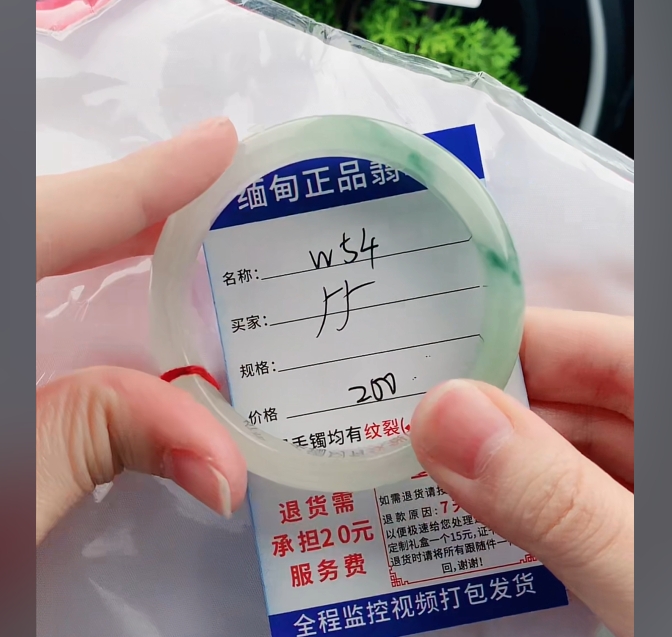 缅甸正品翡
名称: W54
买家:
规格:
价格 200
手镯均有纹裂(
退货需
承担20元
服务费
如需退货请按
退款原因:7天
以便极速给您处理
定制礼盒一个15元,证
退货时请将所有跟随件一
回,谢谢!
全程监控视频打包发货